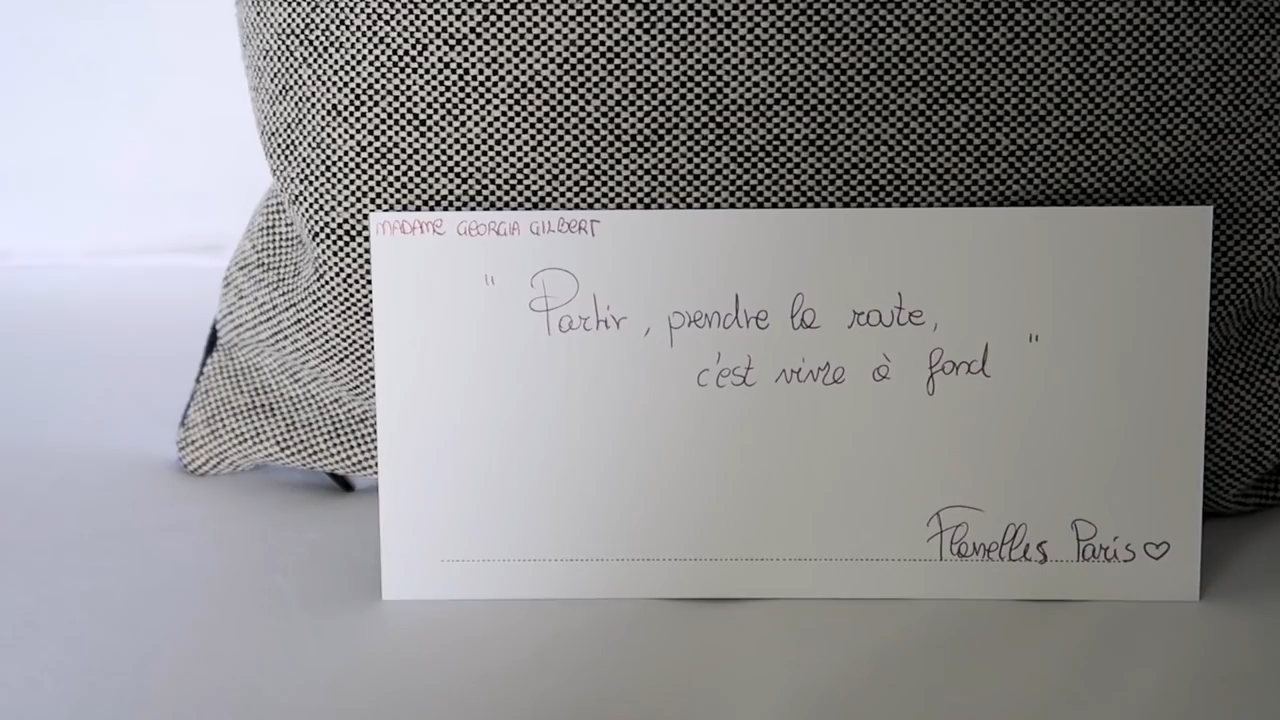 MADAME GEORGIA GILBERT
" Partir, prendre la route,
c'est vivre à fond "
Flanelles Paris ♡